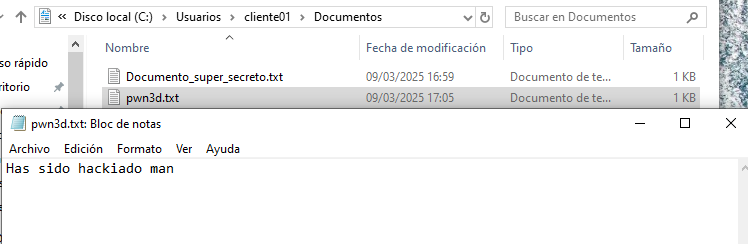 Disco local (C:) > Usuarios > cliente01 > Documentos
Buscar en Documentos
Nombre Fecha de modificación Tipo Tamaño
so rápido
ritorio
Documento_super_secreto.txt 09/03/2025 16:59 Documento de te... 1 KB
pwn3d.txt 09/03/2025 17:05 Documento de te... 1 KB
pwn3d.txt: Bloc de notas
Archivo Edición Formato Ver Ayuda
Has sido hackiado man